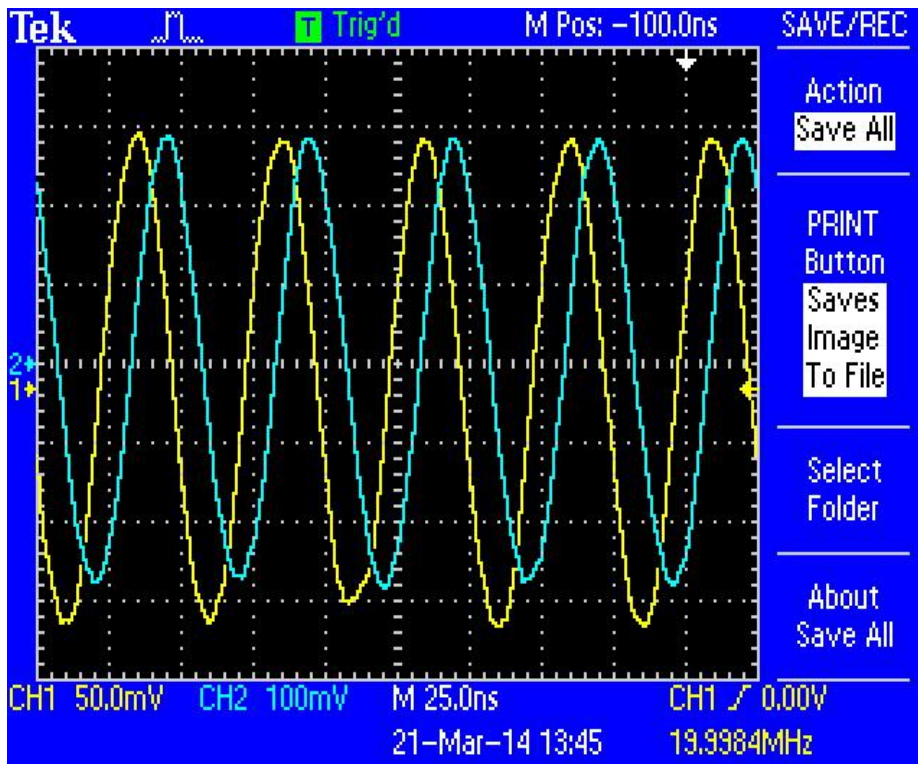 Tek T Trig'd M Pos: -100.0ns SAVE/REC
Action
Save All
PRINT
Button
Saves
Image
To File
2
1
Select
Folder
About
Save All
CH1 50.0mV CH2 100mV M 25.0ns CH1 / 0.00V
21-Mar-14 13:45 19.9984MHz